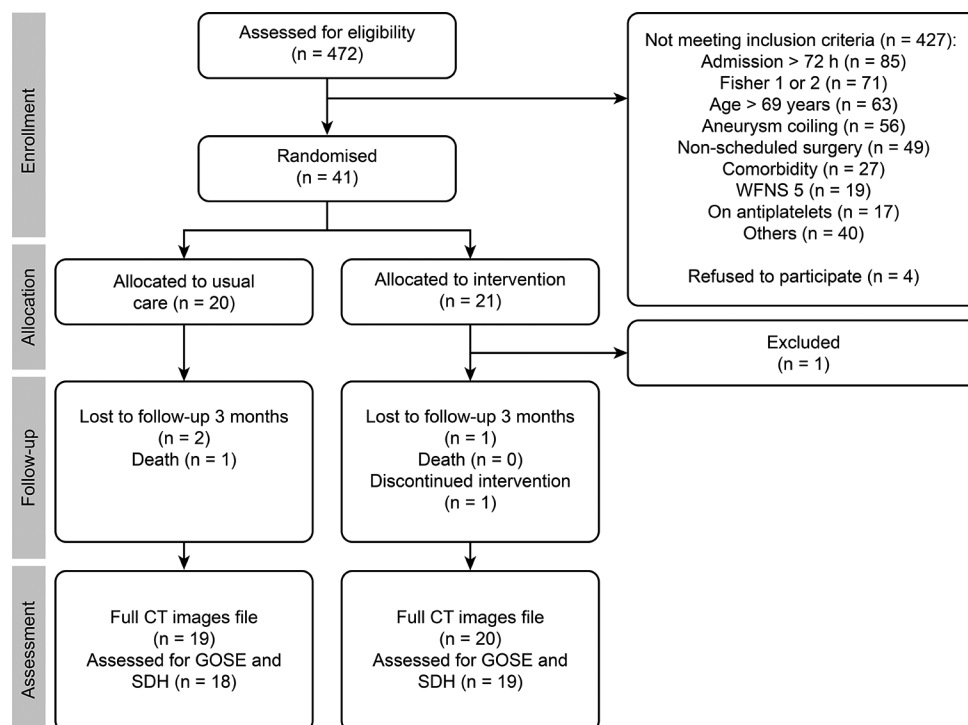 Enrollment
Assessed for eligibility
(n = 472)
Not meeting inclusion criteria (n = 427):
Admission > 72 h (n = 85)
Fisher 1 or 2 (n = 71)
Age > 69 years (n = 63)
Aneurysm coiling (n = 56)
Non-scheduled surgery (n = 49)
Comorbidity (n = 27)
WFNS 5 (n = 19)
On antiplatelets (n = 17)
Others (n = 40)
Refused to participate (n = 4)
Randomised
(n = 41)
Allocation
Allocated to usual
care (n = 20)
Allocated to intervention
(n = 21)
Excluded
(n = 1)
Follow-up
Lost to follow-up 3 months
(n = 2)
Death (n = 1)
Lost to follow-up 3 months
(n = 1)
Death (n = 0)
Discontinued intervention
(n = 1)
Assessment
Full CT images file
(n = 19)
Assessed for GOSE and
SDH (n = 18)
Full CT images file
(n = 20)
Assessed for GOSE and
SDH (n = 19)